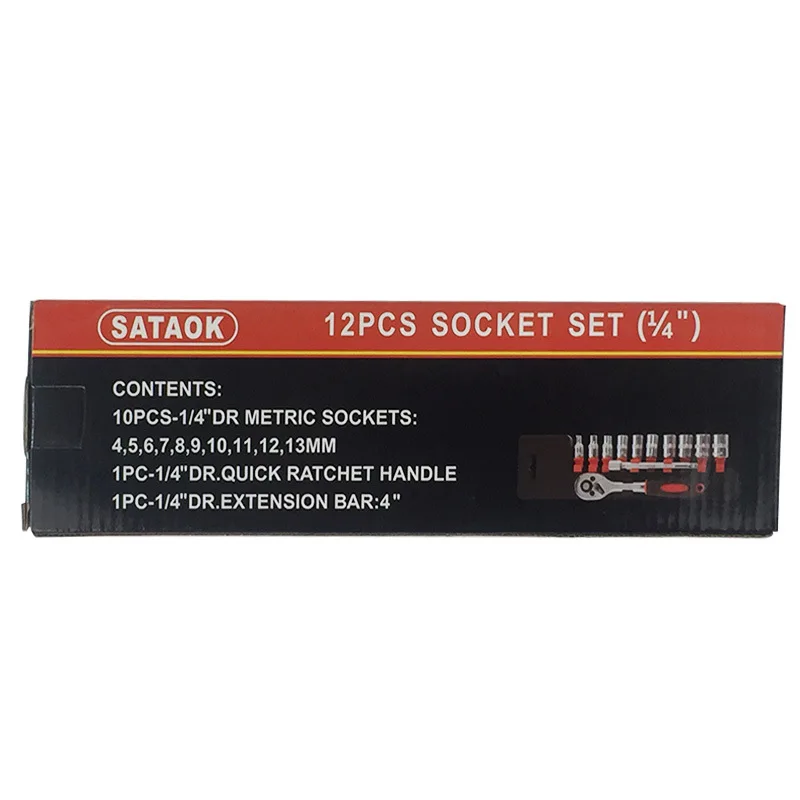 SATAOK
12PCS SOCKET SET (¼")
CONTENTS:
10PCS-1/4"DR METRIC SOCKETS:
4,5,6,7,8,9,10,11,12,13MM
1PC-1/4"DR.QUICK RATCHET HANDLE
1PC-1/4"DR.EXTENSION BAR:4"